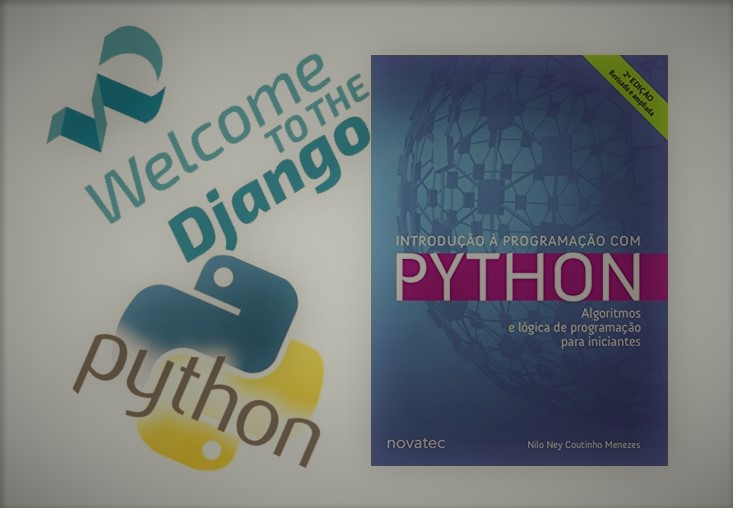 Welcome
TO THE
Django
python
2ª EDIÇÃO
Revisada e ampliada
INTRODUÇÃO À PROGRAMAÇÃO COM
PYTHON
Algoritmos
e lógica de programação
para iniciantes
novatec
Nilo Ney Coutinho Menezes